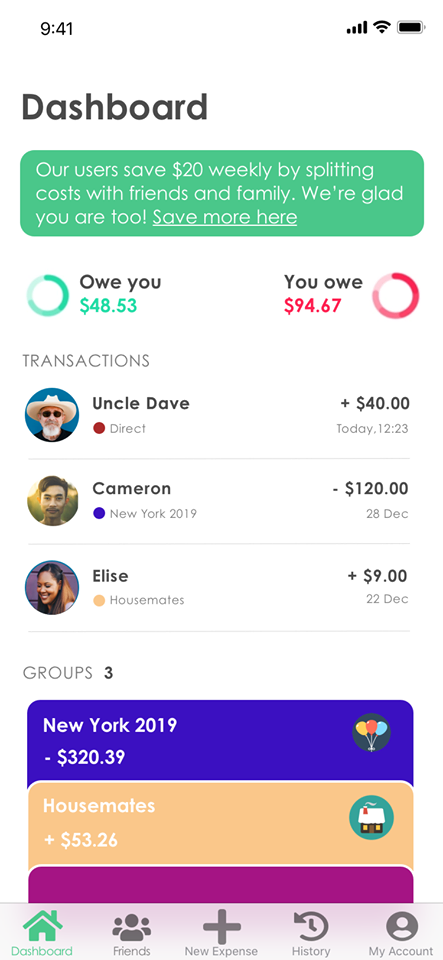 9:41
Dashboard
Our users save $20 weekly by splitting
costs with friends and family. We're glad
you are too! Save more here
Owe you
$48.53
You owe
$94.67
TRANSACTIONS
Uncle Dave
+ $40.00
Direct
Today,12:23
Cameron
- $120.00
New York 2019
28 Dec
Elise
+ $9.00
Housemates
22 Dec
GROUPS 3
New York 2019
- $320.39
Housemates
+ $53.26
Dashboard
Friends
New Expense
History
My Account